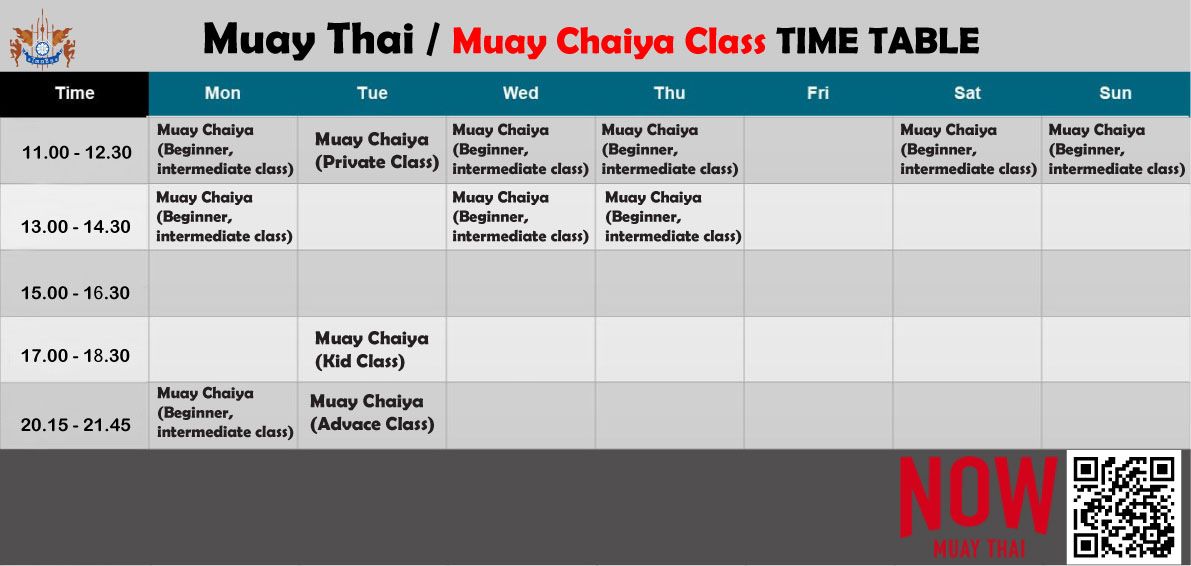 Muay Thai / Muay Chaiya Class TIME TABLE
Time Mon Tue Wed Thu Fri Sat Sun
11.00 - 12.30
Muay Chaiya
(Beginner,
intermediate class)
Muay Chaiya
(Private Class)
Muay Chaiya
(Beginner,
intermediate class)
Muay Chaiya
(Beginner,
intermediate class)
Muay Chaiya
(Beginner,
intermediate class)
Muay Chaiya
(Beginner,
intermediate class)
13.00 - 14.30
Muay Chaiya
(Beginner,
intermediate class)
Muay Chaiya
(Beginner,
intermediate class)
Muay Chaiya
(Beginner,
intermediate class)
15.00 - 16.30
17.00 - 18.30
Muay Chaiya
(Kid Class)
20.15 - 21.45
Muay Chaiya
(Beginner,
intermediate class)
Muay Chaiya
(Advace Class)
NOW
MUAY THAI